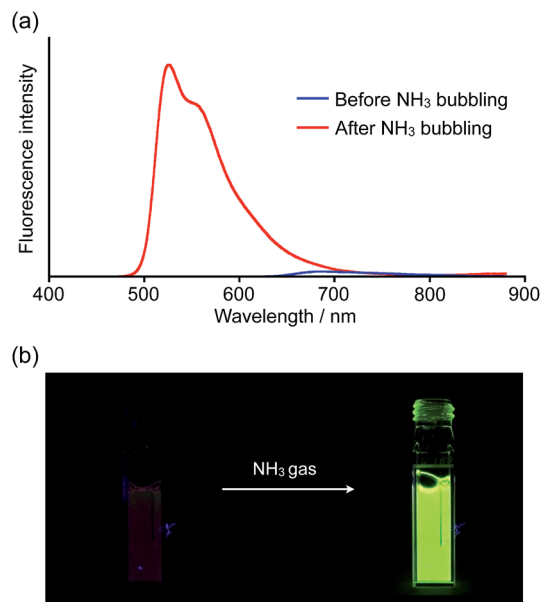 (a)
Fluorescence intensity
Before NH₃ bubbling
After NH₃ bubbling
400 500 600 700 800 900
Wavelength / nm
(b)
NH₃ gas